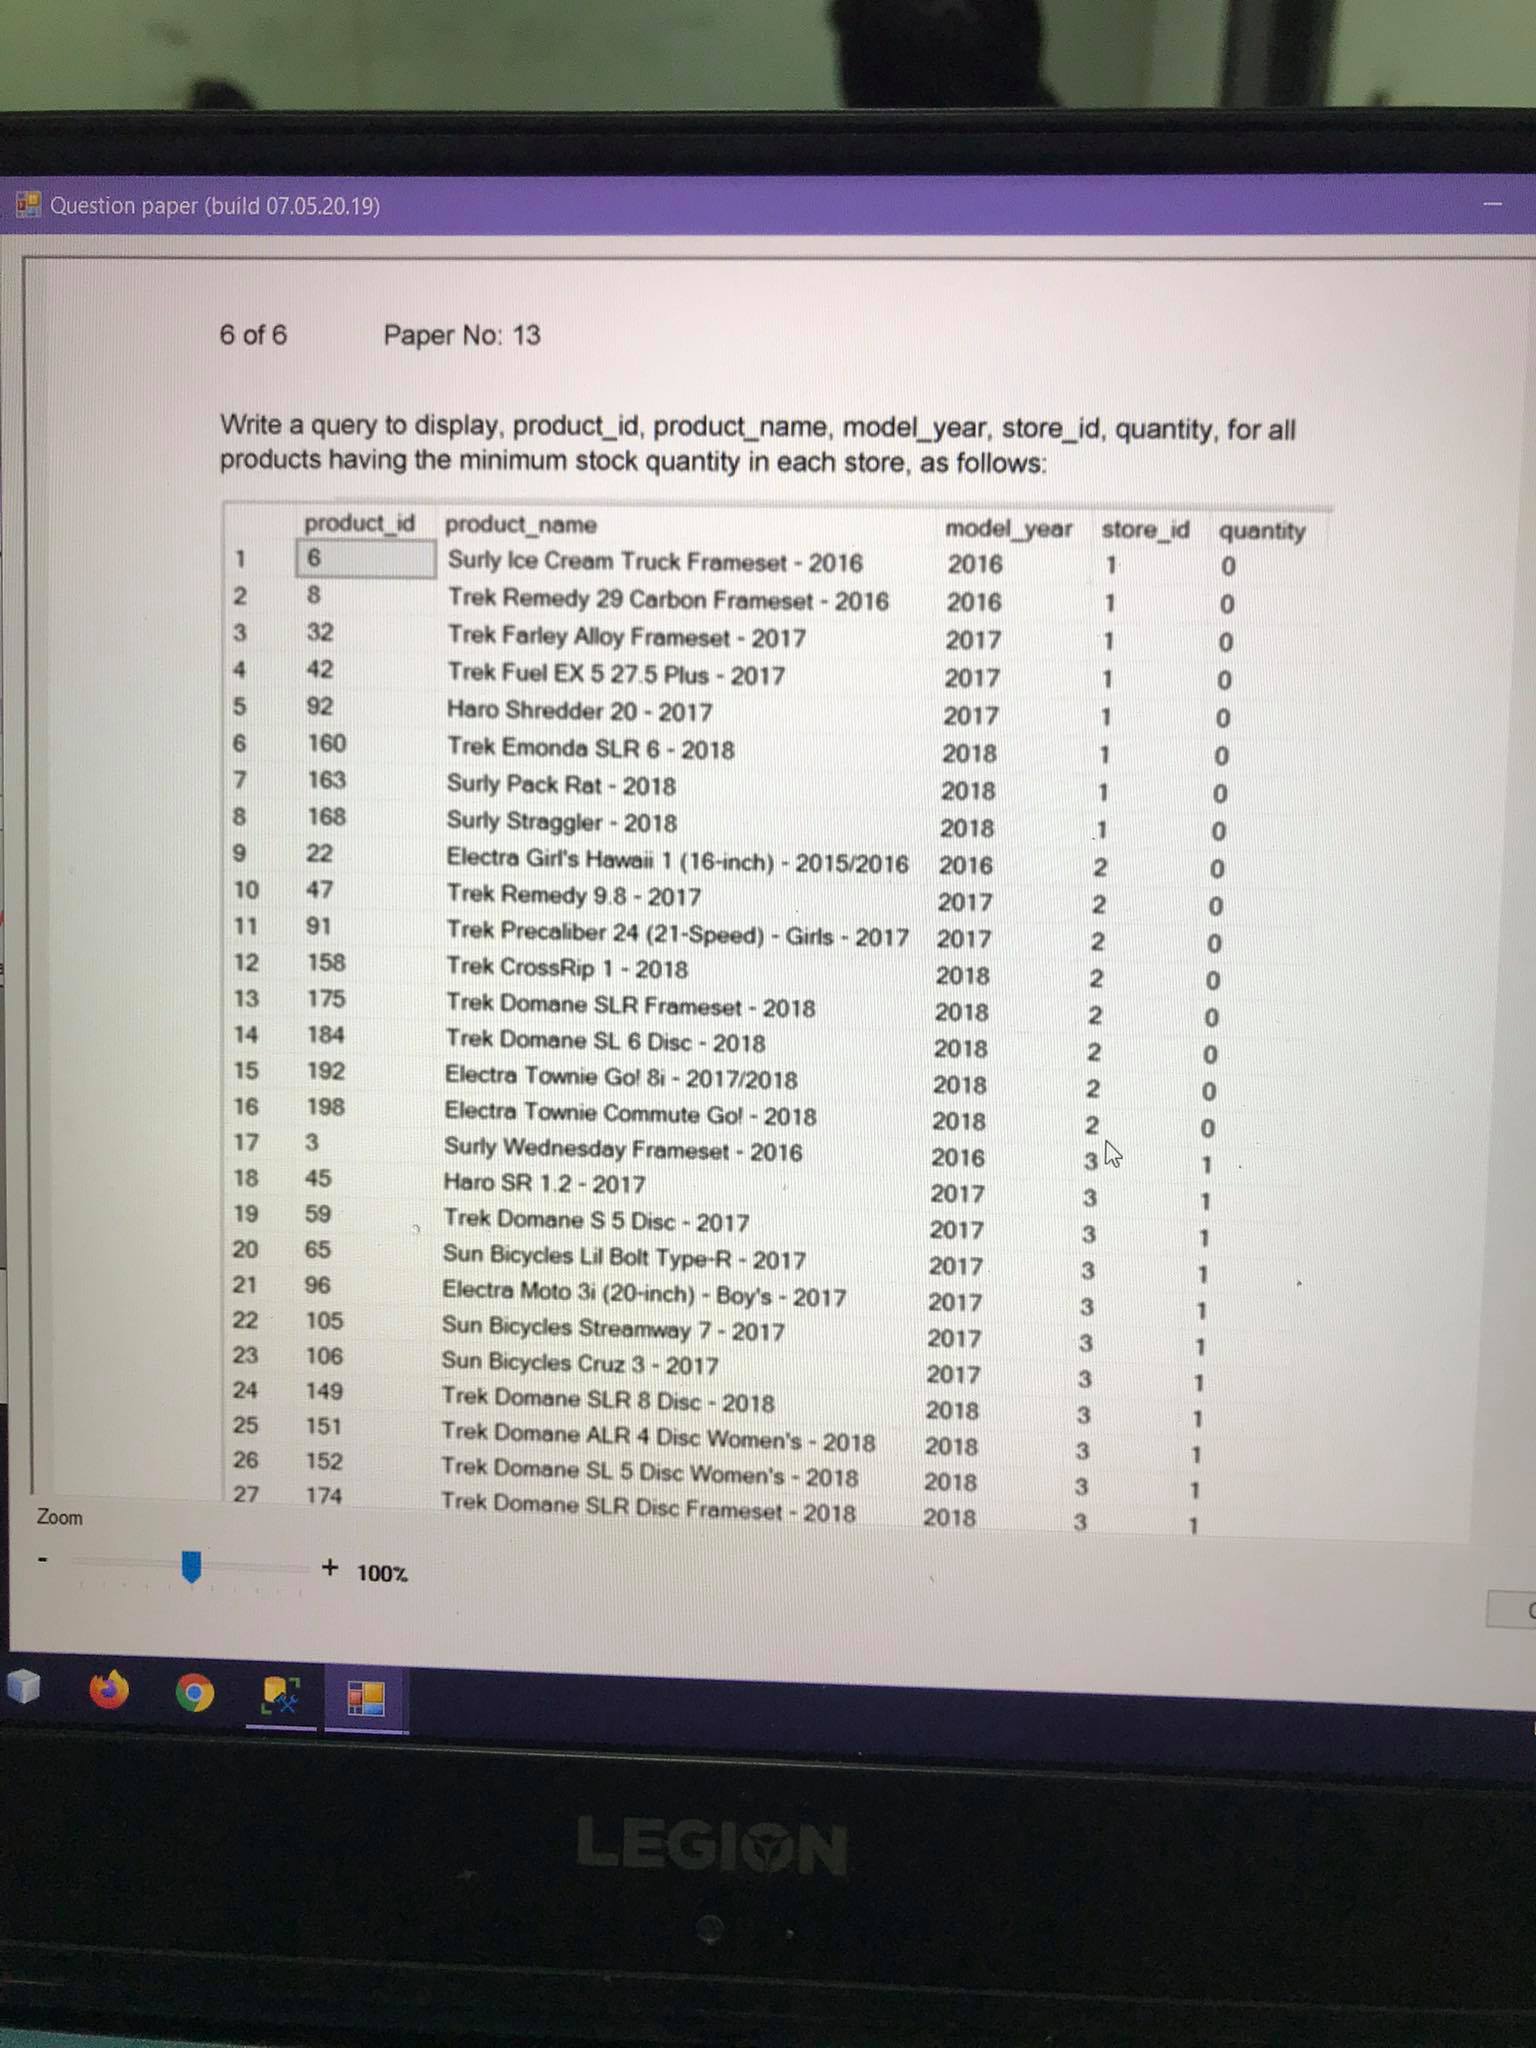 Question paper (build 07.05.20.19)
6 of 6 Paper No: 13
Write a query to display, product_id, product_name, model_year, store_id, quantity, for all
products having the minimum stock quantity in each store, as follows:
product_id product_name model_year store_id quantity
1 6 Surly Ice Cream Truck Frameset - 2016 2016 1 0
2 8 Trek Remedy 29 Carbon Frameset - 2016 2016 1 0
3 32 Trek Farley Alloy Frameset - 2017 2017 1 0
4 42 Trek Fuel EX 5 27.5 Plus - 2017 2017 1 0
5 92 Haro Shredder 20 - 2017 2017 1 0
6 160 Trek Emonda SLR 6 - 2018 2018 1 0
7 163 Surly Pack Rat - 2018 2018 1 0
8 168 Surly Straggler - 2018 2018 1 0
9 22 Electra Girl's Hawaii 1 (16-inch) - 2015/2016 2016 2 0
10 47 Trek Remedy 9.8 - 2017 2017 2 0
11 91 Trek Precaliber 24 (21-Speed) - Girls - 2017 2017 2 0
12 158 Trek CrossRip 1 - 2018 2018 2 0
13 175 Trek Domane SLR Frameset - 2018 2018 2 0
14 184 Trek Domane SL 6 Disc - 2018 2018 2 0
15 192 Electra Townie Go! 8i - 2017/2018 2018 2 0
16 198 Electra Townie Commute Go! - 2018 2018 2 0
17 3 Surly Wednesday Frameset - 2016 2016 3 1
18 45 Haro SR 1.2 - 2017 2017 3 1
19 59 Trek Domane S 5 Disc - 2017 2017 3 1
20 65 Sun Bicycles Lil Bolt Type-R - 2017 2017 3 1
21 96 Electra Moto 3i (20-inch) - Boy's - 2017 2017 3 1
22 105 Sun Bicycles Streamway 7 - 2017 2017 3 1
23 106 Sun Bicycles Cruz 3 - 2017 2017 3 1
24 149 Trek Domane SLR 8 Disc - 2018 2018 3 1
25 151 Trek Domane ALR 4 Disc Women's - 2018 2018 3 1
26 152 Trek Domane SL 5 Disc Women's - 2018 2018 3 1
27 174 Trek Domane SLR Disc Frameset - 2018 2018 3 1
Zoom
- + 100%
LEGION